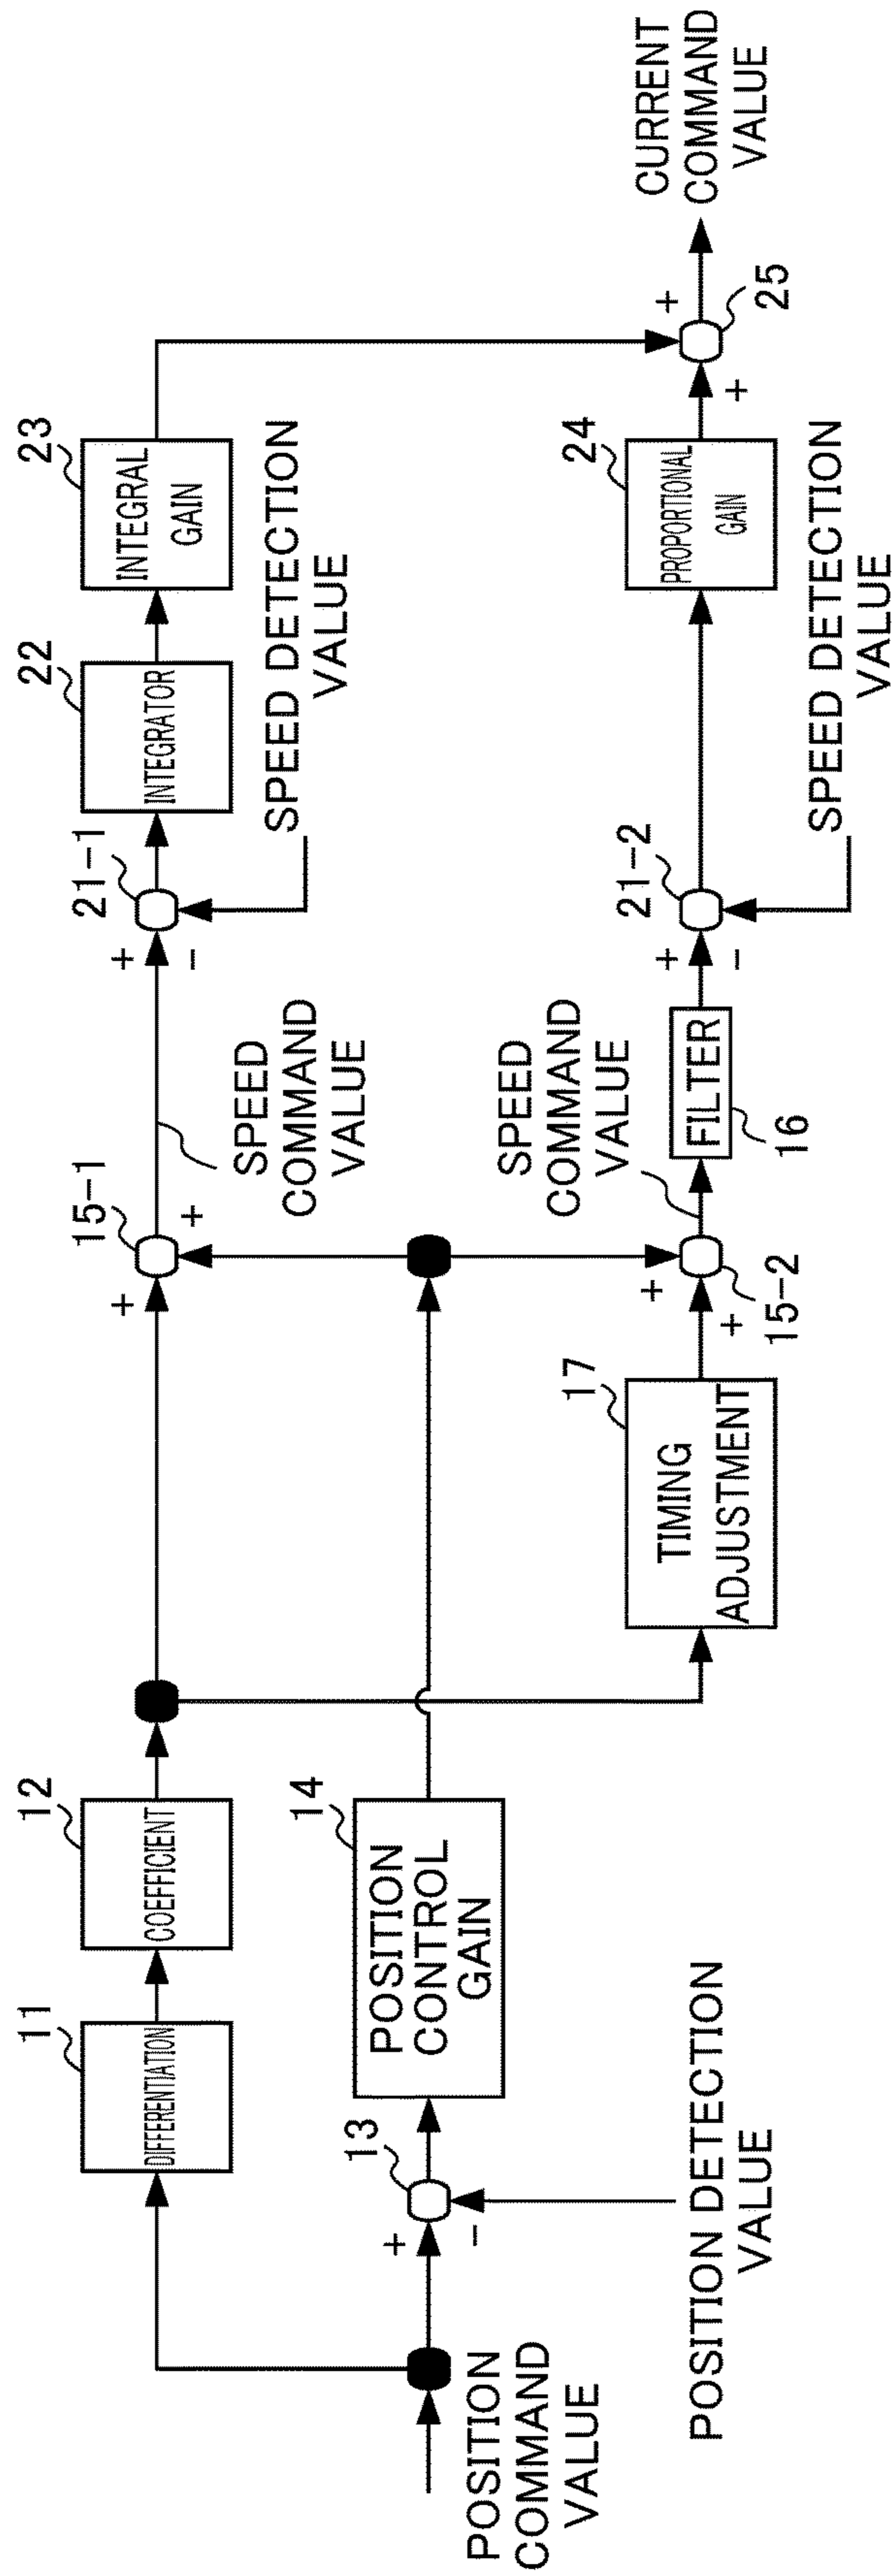 11
DIFFERENTIATION
12
COEFFICIENT
15-1
+
+
SPEED
COMMAND
VALUE
21-1
+
-
SPEED DETECTION
VALUE
22
INTEGRATOR
23
INTEGRAL
GAIN
POSITION
COMMAND
VALUE
13
+
-
POSITION DETECTION
VALUE
14
POSITION
CONTROL
GAIN
17
TIMING
ADJUSTMENT
15-2
+
+
SPEED
COMMAND
VALUE
16
FILTER
21-2
+
-
SPEED DETECTION
VALUE
24
PROPORTIONAL
GAIN
25
+
+
CURRENT
COMMAND
VALUE